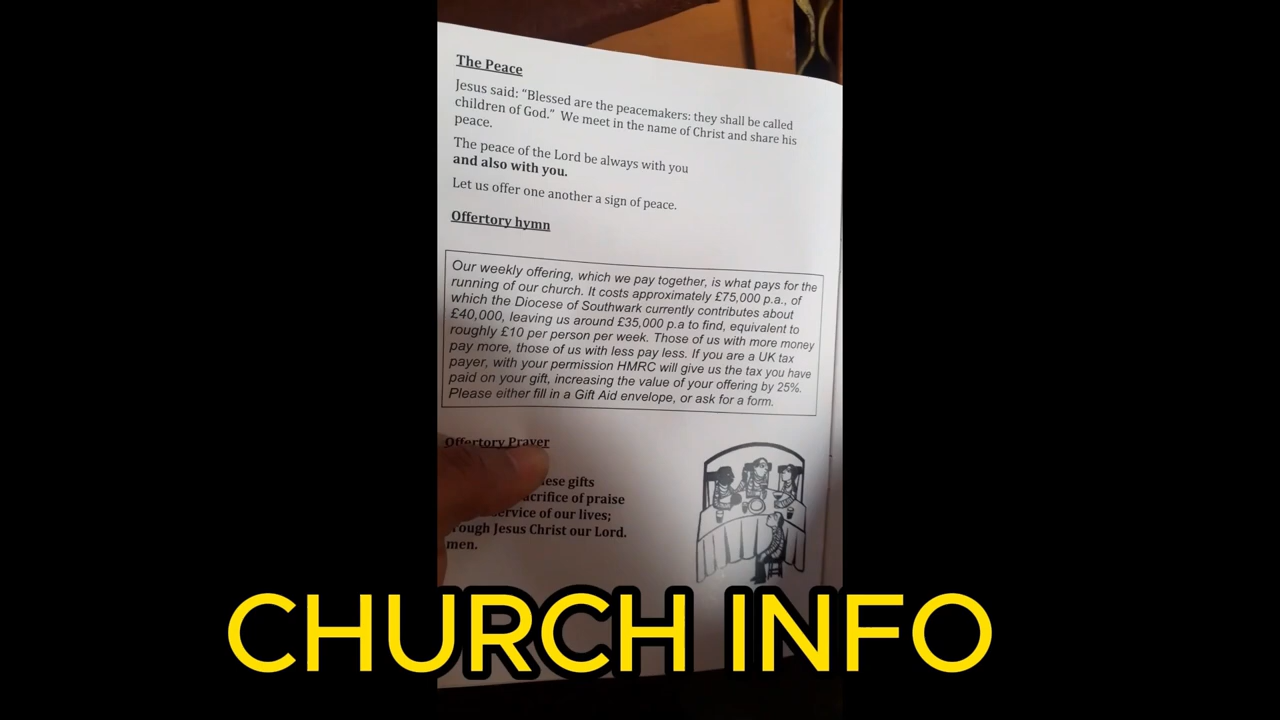 The Peace
Jesus said: “Blessed are the peacemakers: they shall be called
children of God.”  We meet in the name of Christ and share his
peace.
The peace of the Lord be always with you
and also with you.
Let us offer one another a sign of peace.
Offertory hymn
Our weekly offering, which we pay together, is what pays for the
running of our church. It costs approximately £75,000 p.a., of
which the Diocese of Southwark currently contributes about
£40,000, leaving us around £35,000 p.a to find, equivalent to
roughly £10 per person per week. Those of us with more money
pay more, those of us with less pay less. If you are a UK tax
payer, with your permission HMRC will give us the tax you have
paid on your gift, increasing the value of your offering by 25%.
Please either fill in a Gift Aid envelope, or ask for a form.
Offertory Prayer
gifts
of praise
of our lives;
Jesus Christ our Lord.
CHURCH INFO